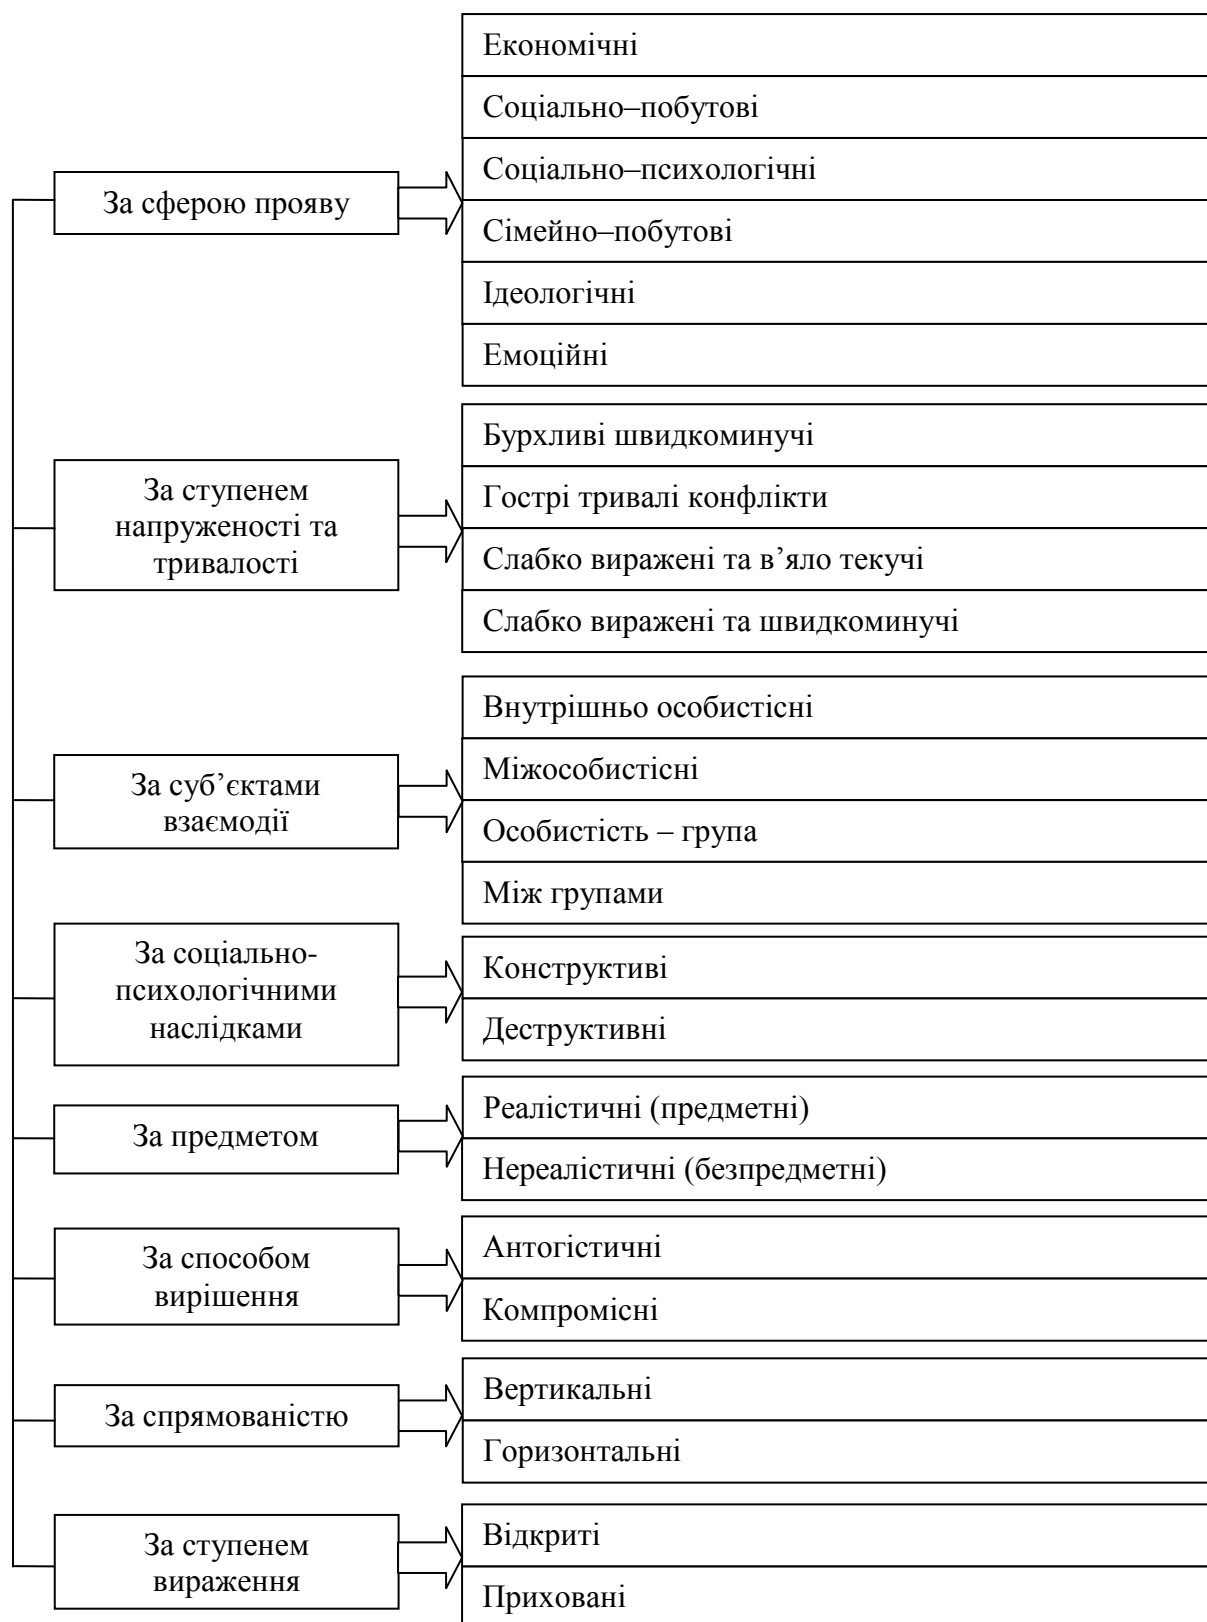 За сферою прояву
Економічні
Соціально–побутові
Соціально–психологічні
Сімейно–побутові
Ідеологічні
Емоційні
За ступенем
напруженості та
тривалості
Бурхливі швидкоминучі
Гострі тривалі конфлікти
Слабко виражені та в’яло текучі
Слабко виражені та швидкоминучі
За суб’єктами
взаємодії
Внутрішньо особистісні
Міжособистісні
Особистість – група
Між групами
За соціально-
психологічними
наслідками
Конструктиві
Деструктивні
За предметом
Реалістичні (предметні)
Нереалістичні (безпредметні)
За способом
вирішення
Антогістичні
Компромісні
За спрямованістю
Вертикальні
Горизонтальні
За ступенем
вираження
Відкриті
Приховані